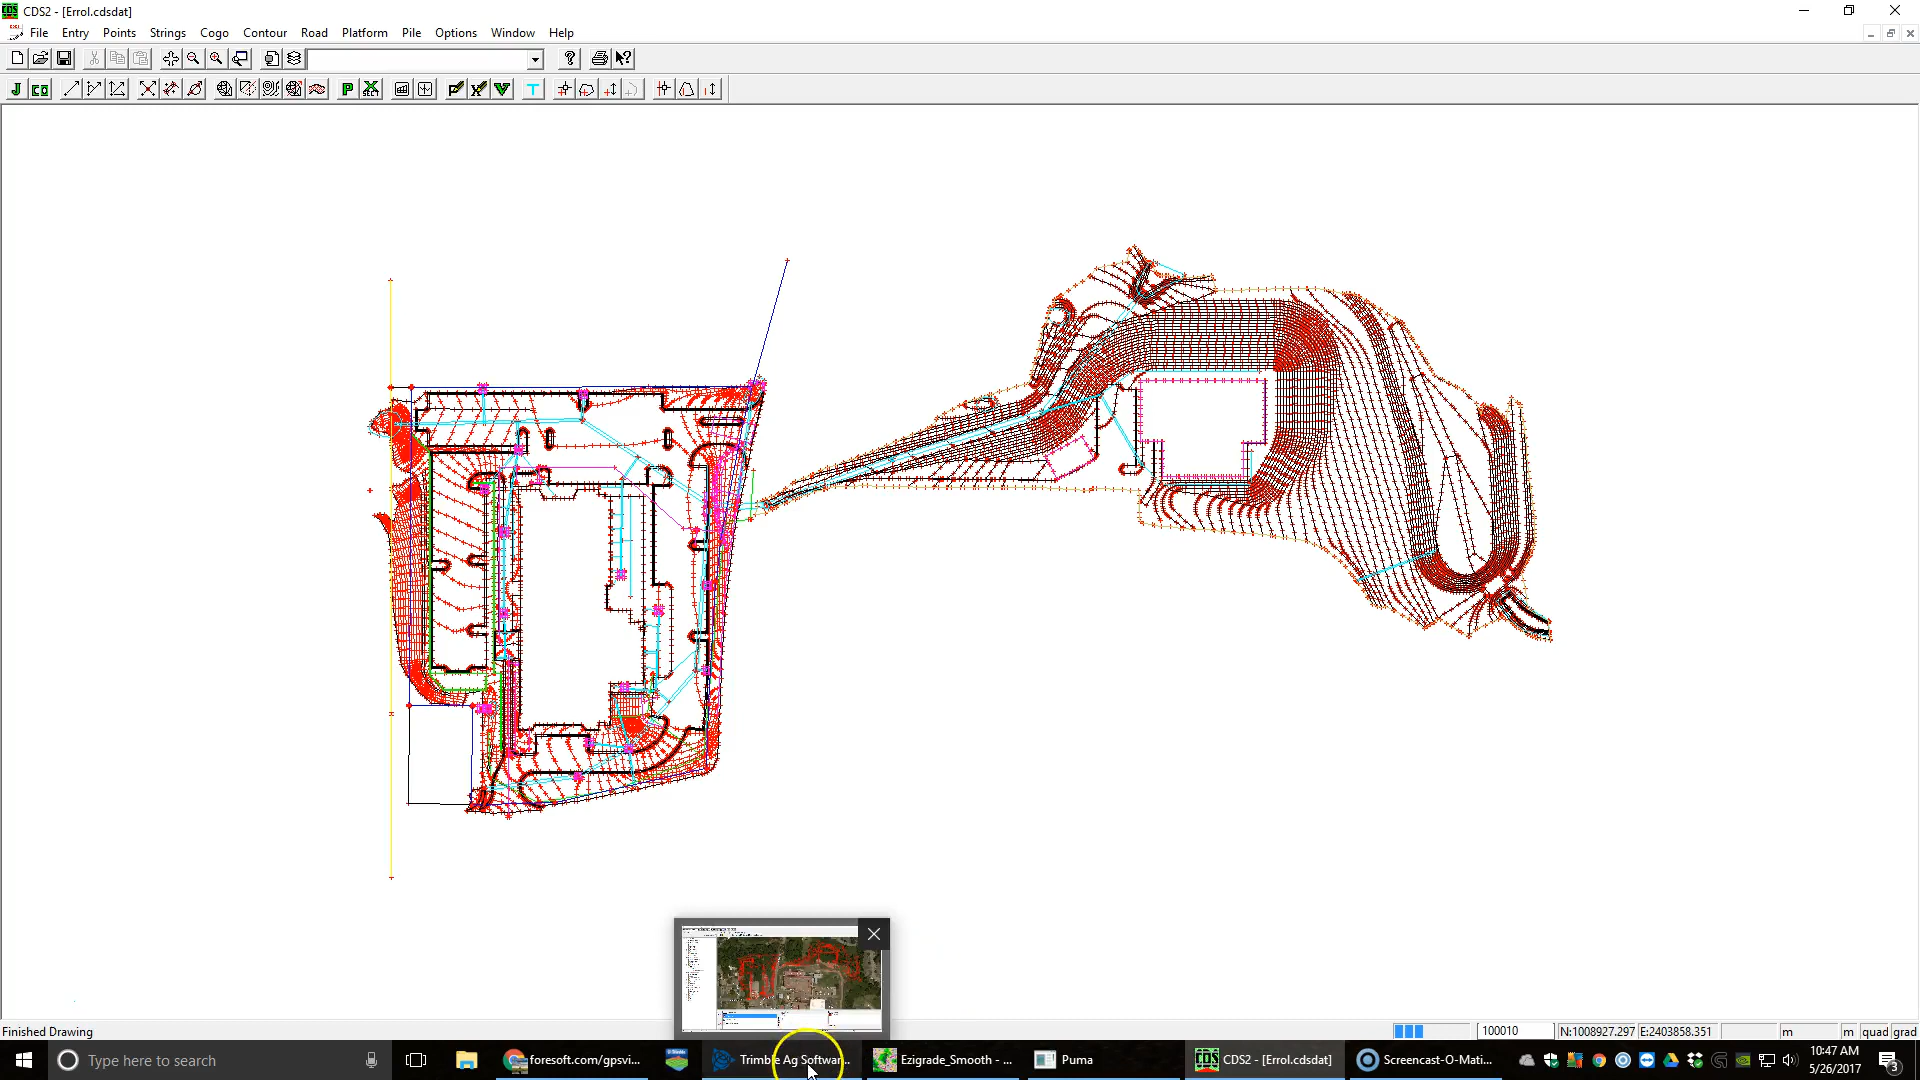 CDS2 - [Errol.cdsdat]
File Entry Points Strings Cogo Contour Road Platform Pile Options Window Help
Finished Drawing
100010 N:1008927.297 E:2403858.351 m m quad grad
Type here to search
foresoft.com/gpsvi...
Trimble Ag Softwar...
Ezigrade_Smooth - ...
Puma
CDS2 - [Errol.cdsdat]
Screencast-O-Mati...
10:47 AM
5/26/2017
3